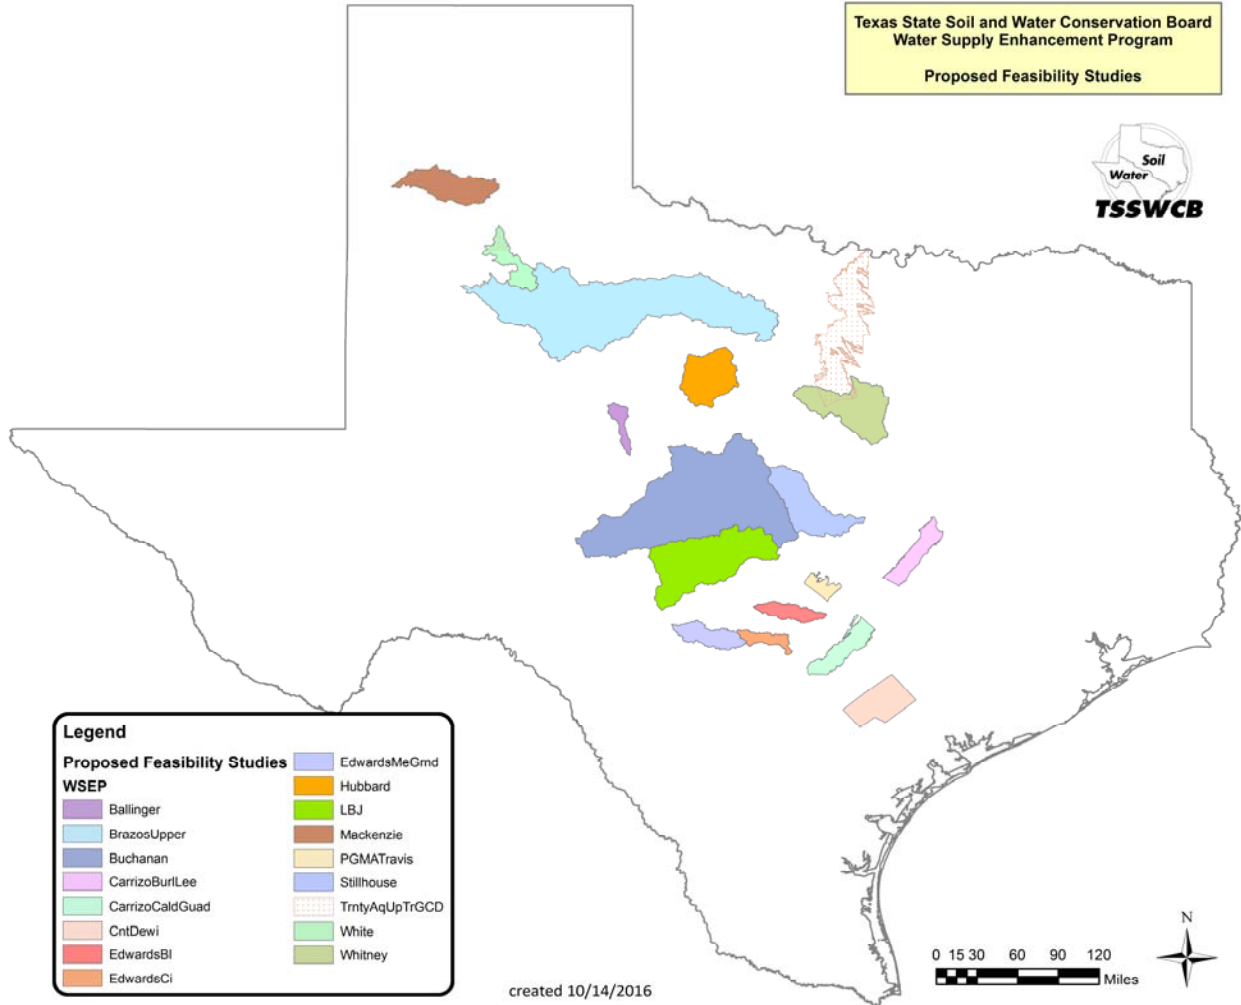 Texas State Soil and Water Conservation Board
Water Supply Enhancement Program
Proposed Feasibility Studies
Soil
Water
TSSWCB
Legend
Proposed Feasibility Studies
WSEP
Ballinger
BrazosUpper
Buchanan
CarrizoBurlLee
CarrizoCaldGuad
CntDewi
EdwardsBl
EdwardsCi
EdwardsMeGrnd
Hubbard
LBJ
Mackenzie
PGMATravis
Stillhouse
TrntyAqUpTrGCD
White
Whitney
created 10/14/2016
N
0 15 30 60 90 120
Miles